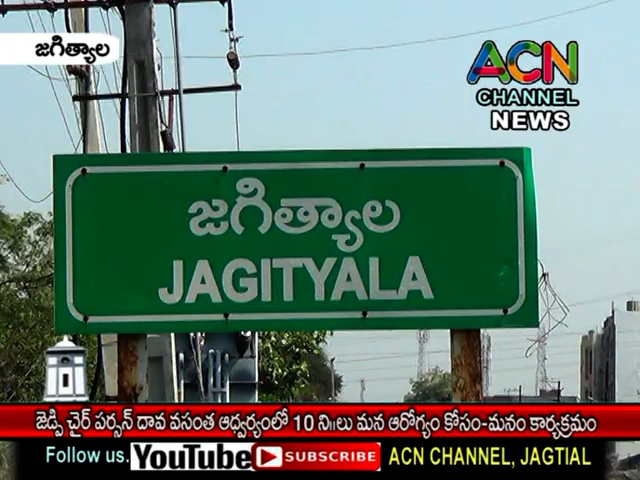 జగిత్యాల
ACN
CHANNEL
NEWS
జగిత్యాల
JAGITYALA
జెడ్పి చైర్ పర్సన్ దావ వసంత ఆధ్వర్యంలో 10 ని॥లు మన ఆరోగ్యం కోసం-మనం కార్యక్రమం
Follow us. YouTube SUBSCRIBE ACN CHANNEL, JAGTIAL